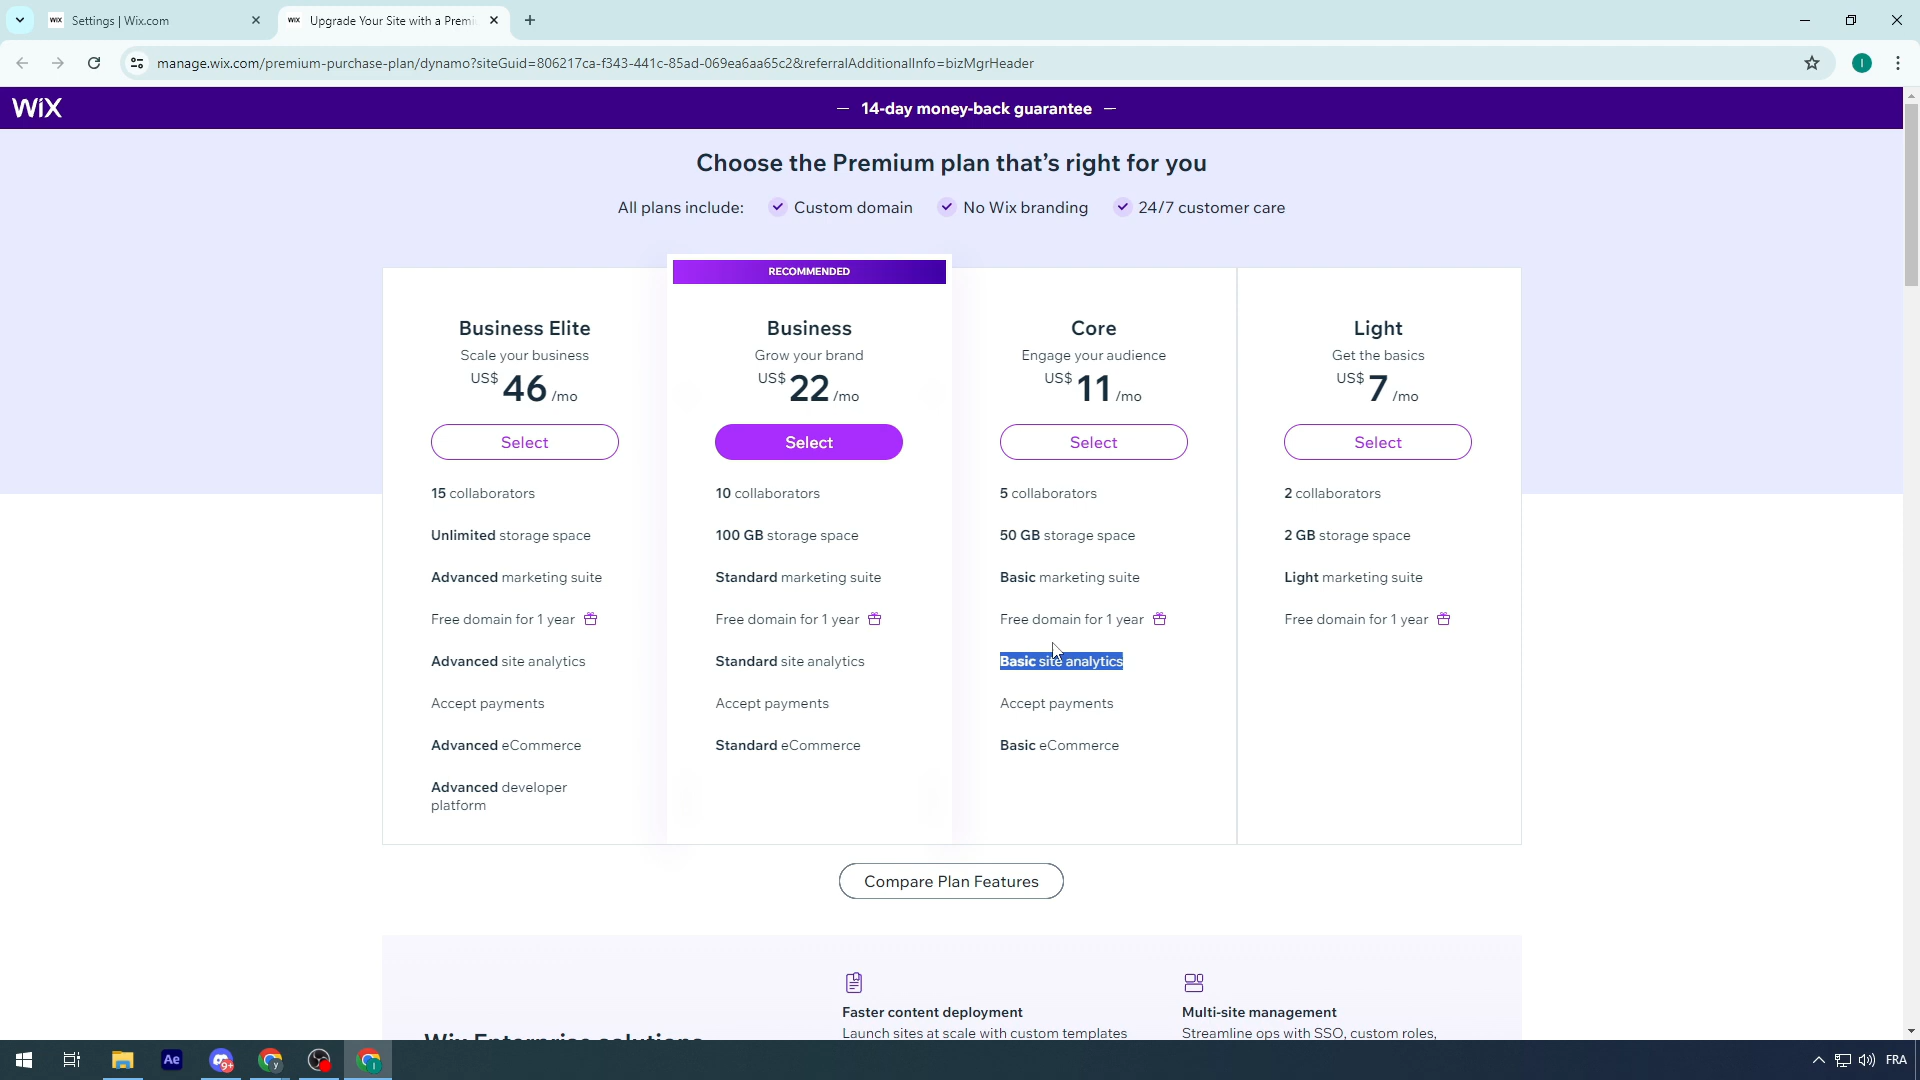 Settings | Wix.com
Upgrade Your Site with a Premi
manage.wix.com/premium-purchase-plan/dynamo?siteGuid=806217ca-f343-441c-85ad-069ea6aa65c2&referralAdditionalInfo=bizMgrHeader
I
WiX
— 14-day money-back guarantee —
Choose the Premium plan that’s right for you
All plans include: Custom domain No Wix branding 24/7 customer care
RECOMMENDED
Business Elite
Scale your business
US$ 46 /mo
Select
15 collaborators
Unlimited storage space
Advanced marketing suite
Free domain for 1 year
Advanced site analytics
Accept payments
Advanced eCommerce
Advanced developer
platform
Business
Grow your brand
US$ 22 /mo
Select
10 collaborators
100 GB storage space
Standard marketing suite
Free domain for 1 year
Standard site analytics
Accept payments
Standard eCommerce
Core
Engage your audience
US$ 11 /mo
Select
5 collaborators
50 GB storage space
Basic marketing suite
Free domain for 1 year
Basic site analytics
Accept payments
Basic eCommerce
Light
Get the basics
US$ 7 /mo
Select
2 collaborators
2 GB storage space
Light marketing suite
Free domain for 1 year
Compare Plan Features
Wix Enterprise solutions
Faster content deployment
Launch sites at scale with custom templates
Multi-site management
Streamline ops with SSO, custom roles,
Ae
9+
y
I
FRA